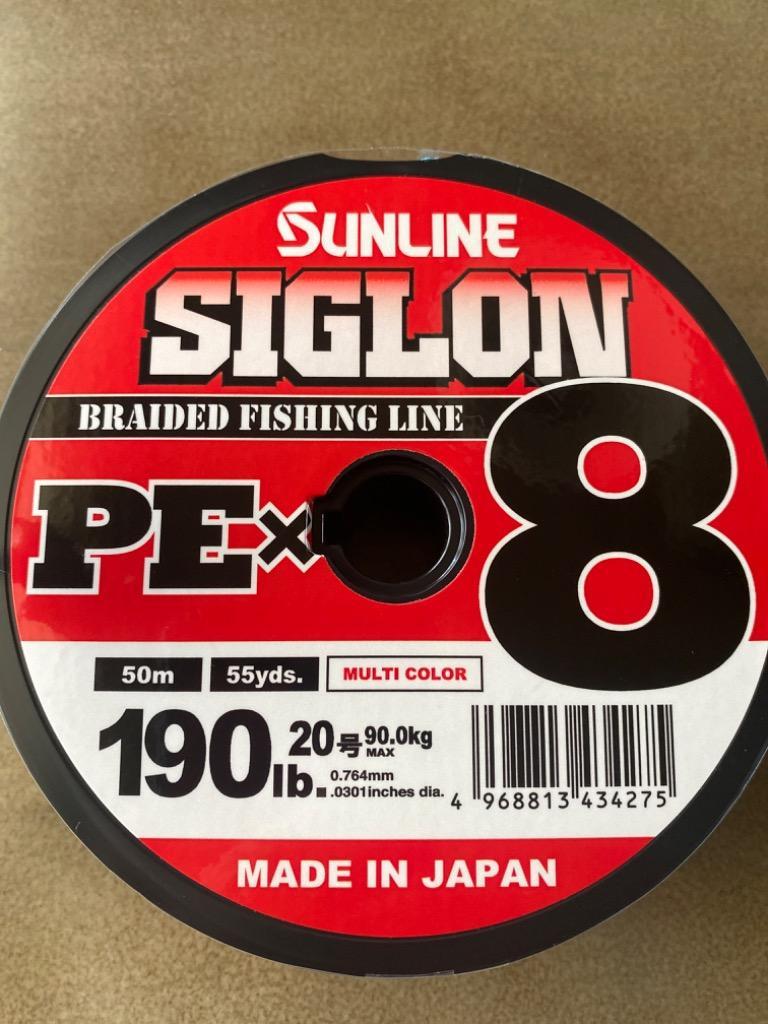 SUNLINE
SIGLON
BRAIDED FISHING LINE
PE×8
50m 55yds. MULTI COLOR
190lb. 20号 90.0kg MAX
0.764mm
.0301inches dia.
4 968813 434275
MADE IN JAPAN